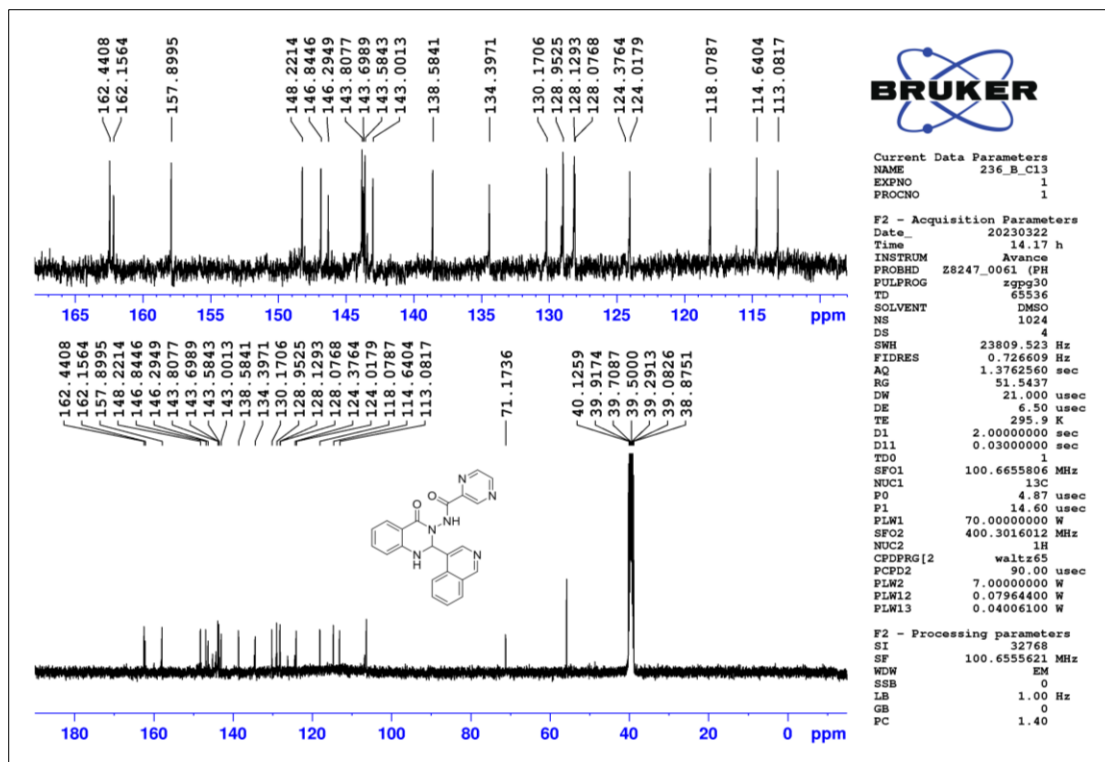 162.4408
162.1564
157.8995
148.2214
146.8446
146.2949
143.8077
143.6989
143.5843
143.0013
138.5841
134.3971
130.1706
128.9525
128.1293
128.0768
124.3764
124.0179
118.0787
114.6404
113.0817
165 160 155 150 145 140 135 130 125 120 115 ppm
162.4408
162.1564
157.8995
148.2214
146.8446
146.2949
143.8077
143.6989
143.5843
143.0013
138.5841
134.3971
130.1706
128.9525
128.1293
128.0768
124.3764
124.0179
118.0787
114.6404
113.0817
71.1736
40.1259
39.9174
39.7087
39.5000
39.2913
39.0826
38.8751
N
O
N
O
N
NH
N
H
N
180 160 140 120 100 80 60 40 20 0 ppm
BRUKER
Current Data Parameters
NAME 236_B_C13
EXPNO 1
PROCNO 1
F2 - Acquisition Parameters
Date_ 20230322
Time 14.17 h
INSTRUM Avance
PROBHD Z8247_0061 (PH
PULPROG zgpg30
TD 65536
SOLVENT DMSO
NS 1024
DS 4
SWH 23809.523 Hz
FIDRES 0.726609 Hz
AQ 1.3762560 sec
RG 51.5437
DW 21.000 usec
DE 6.50 usec
TE 295.9 K
D1 2.00000000 sec
D11 0.03000000 sec
TD0 1
SFO1 100.6655806 MHz
NUC1 13C
P0 4.87 usec
P1 14.60 usec
PLW1 70.00000000 W
SFO2 400.3016012 MHz
NUC2 1H
CPDPRG[2 waltz65
PCPD2 90.00 usec
PLW2 7.00000000 W
PLW12 0.07964400 W
PLW13 0.04006100 W
F2 - Processing parameters
SI 32768
SF 100.6555621 MHz
WDW EM
SSB 0
LB 1.00 Hz
GB 0
PC 1.40